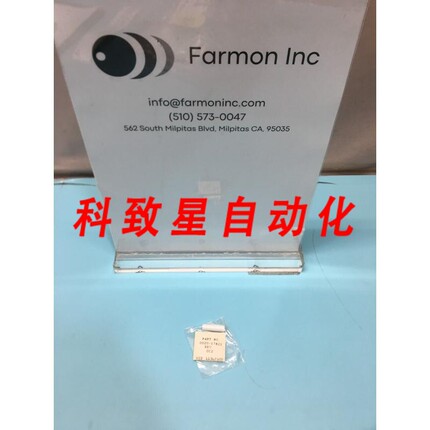 Farmon Inc
info@farmoninc.com
(510) 573-0047
562 South Milpitas Blvd, Milpitas CA. 95035
科致星自动化
PART #: